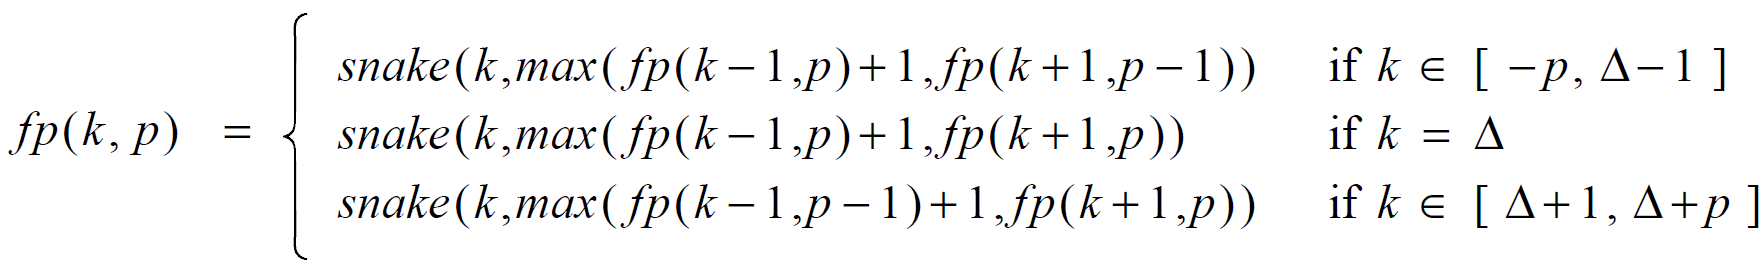 snake(k,max(fp(k−1,p)+1,fp(k+1,p−1)) if k ∈ [ −p, Δ−1 ]
fp(k, p) = snake(k,max(fp(k−1,p)+1,fp(k+1,p)) if k = Δ
snake(k,max(fp(k−1,p−1)+1,fp(k+1,p)) if k ∈ [ Δ+1, Δ+p ]